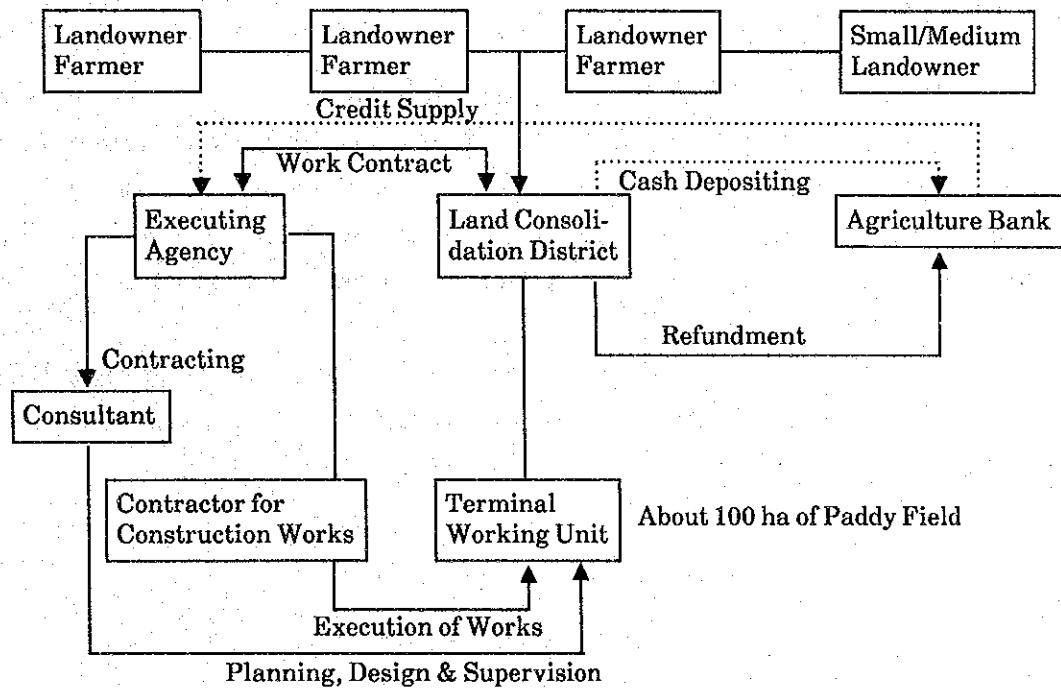 Landowner
Farmer
Landowner
Farmer
Landowner
Farmer
Small/Medium
Landowner
Credit Supply
Work Contract
Cash Depositing
Executing
Agency
Land Consoli-
dation District
Agriculture Bank
Refundment
Contracting
Consultant
Contractor for
Construction Works
Terminal
Working Unit
About 100 ha of Paddy Field
Execution of Works
Planning, Design & Supervision